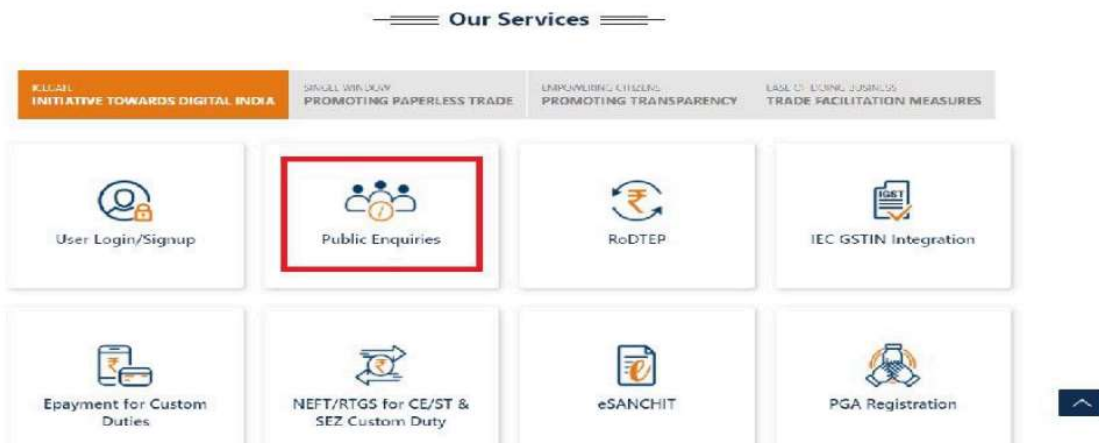 Our Services
ICEGATE
INITIATIVE TOWARDS DIGITAL INDIA
SINGLE WINDOW
PROMOTING PAPERLESS TRADE
EMPOWERING CITIZENS
PROMOTING TRANSPARENCY
EASE OF DOING BUSINESS
TRADE FACILITATION MEASURES
User Login/Signup
Public Enquiries
RoDTEP
IGST
IEC GSTIN Integration
Epayment for Custom
Duties
NEFT/RTGS for CE/ST &
SEZ Custom Duty
eSANCHIT
PGA Registration